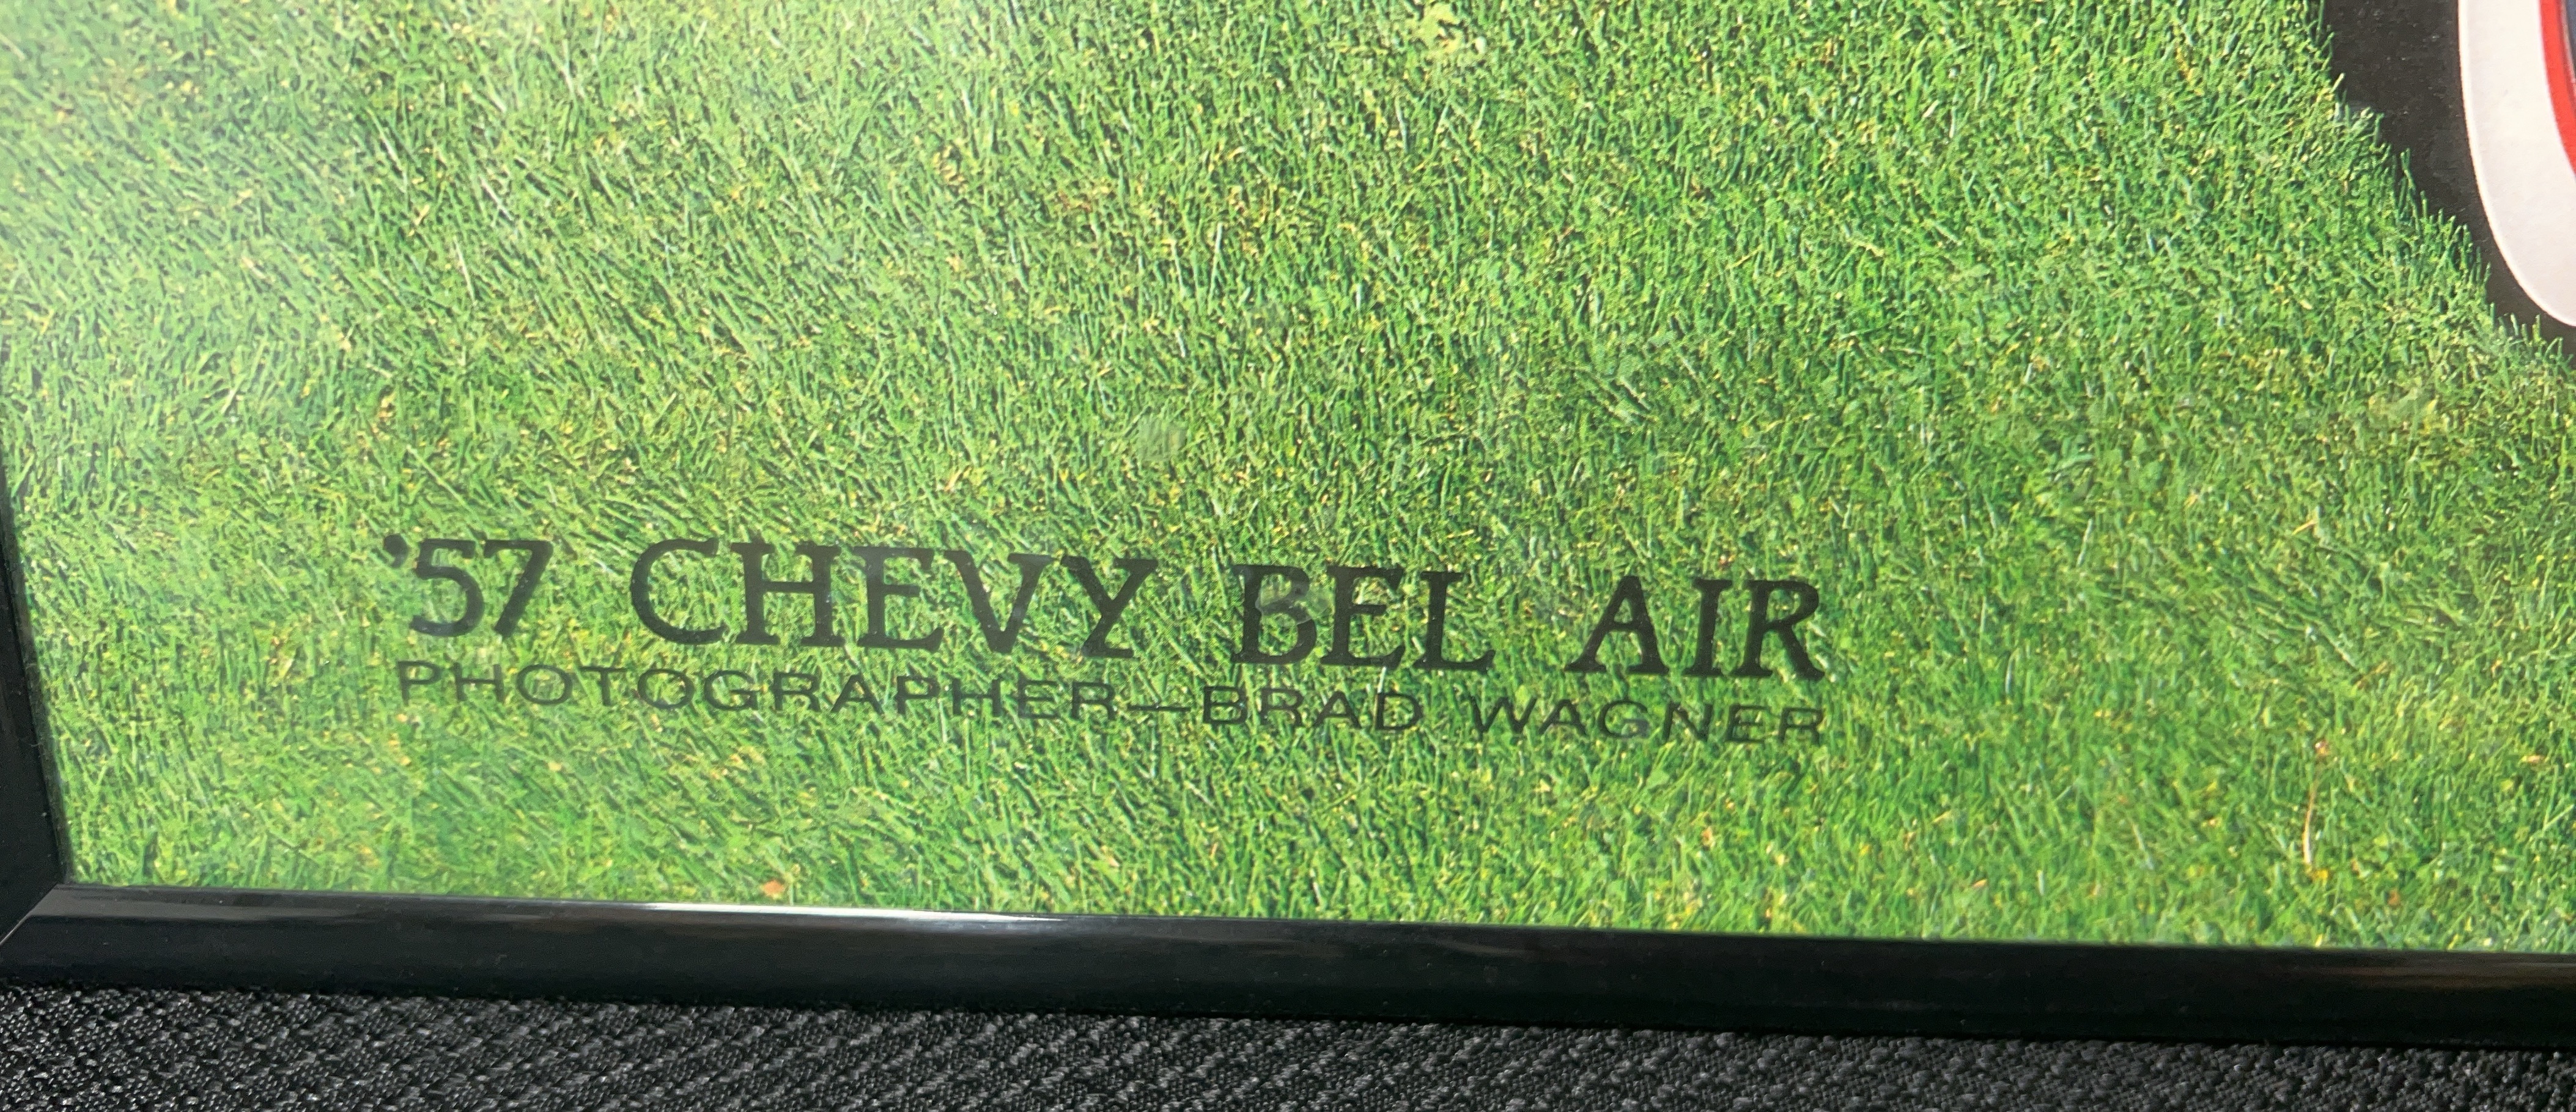 ’57 CHEVY BEL AIR
PHOTOGRAPHER—BRAD WAGNER